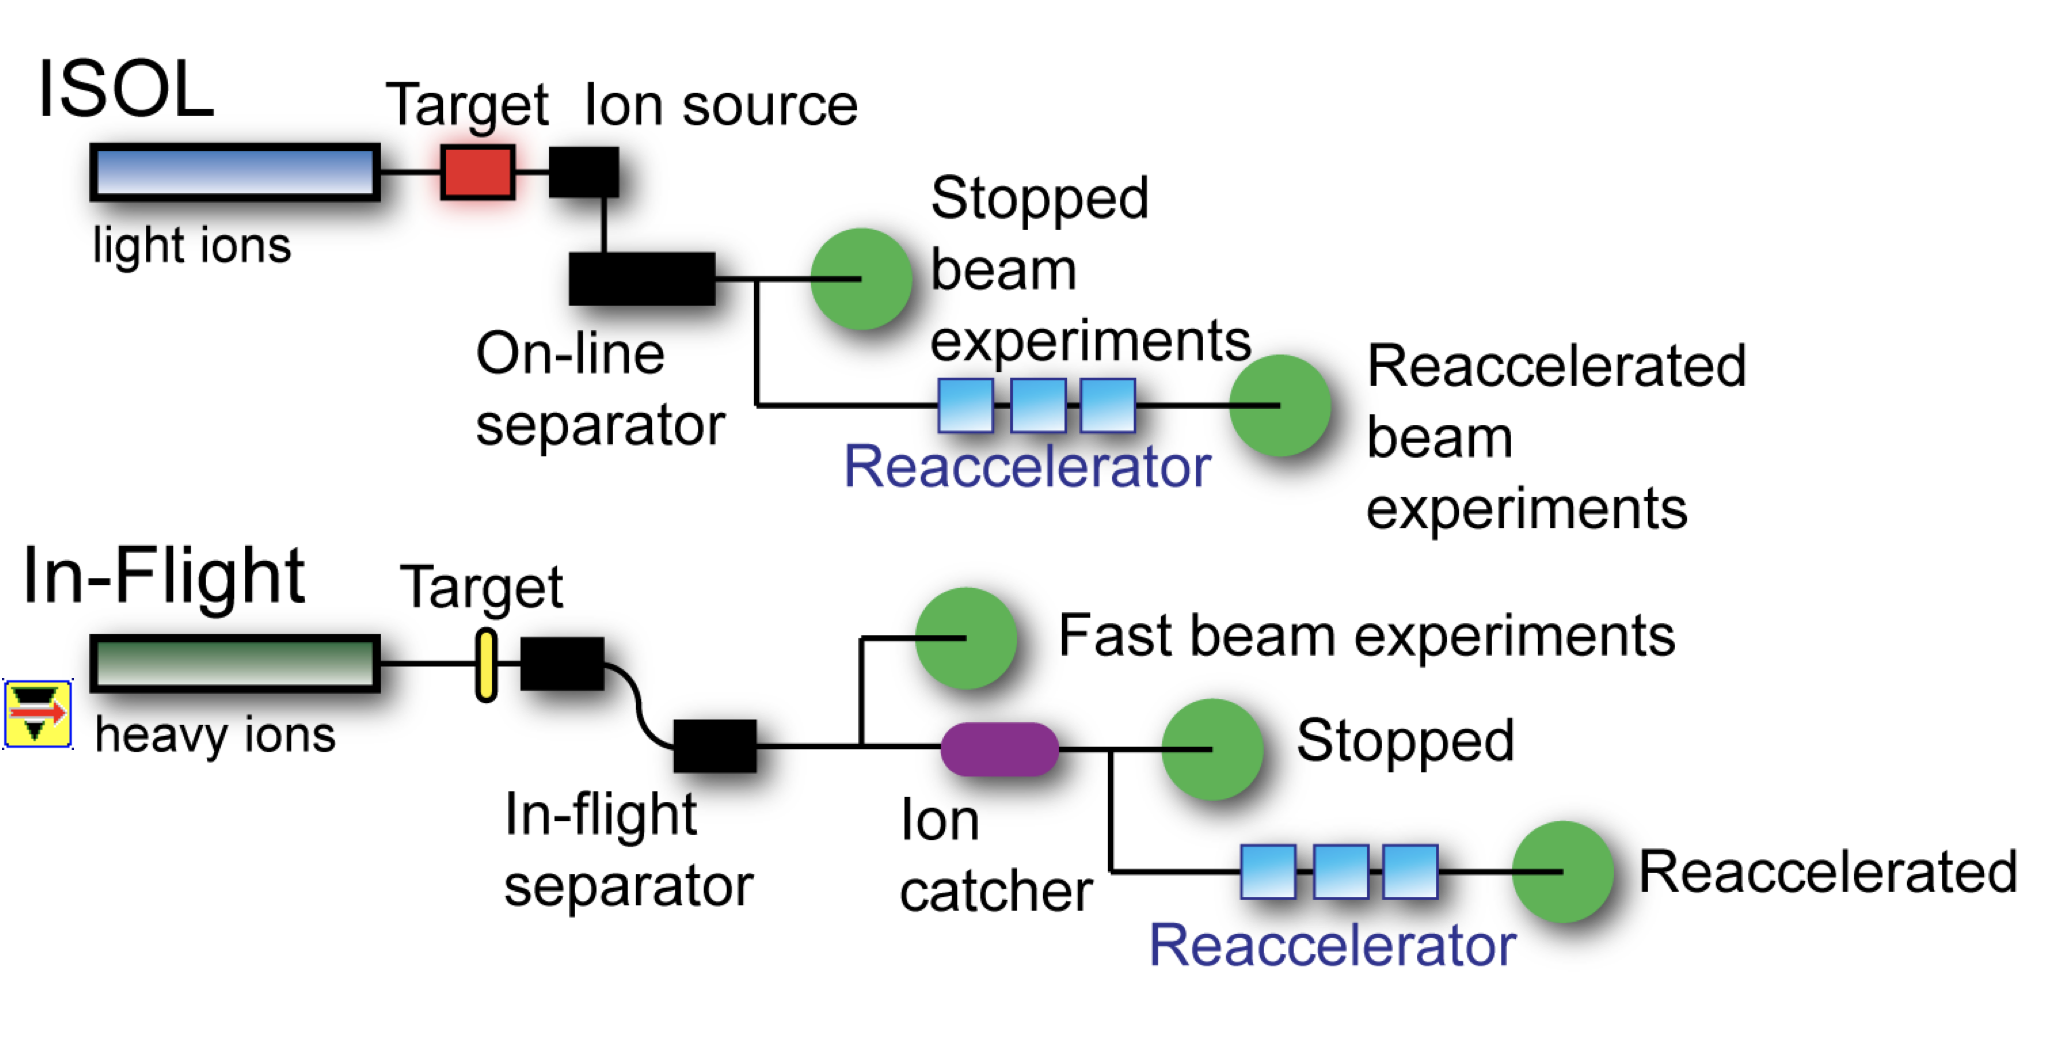 ISOL
Target
Ion source
light ions
Stopped
beam
experiments
On-line
separator
Reaccelerator
Reaccelerated
beam
experiments
In-Flight
Target
heavy ions
Fast beam experiments
Stopped
In-flight
separator
Ion
catcher
Reaccelerated
Reaccelerator